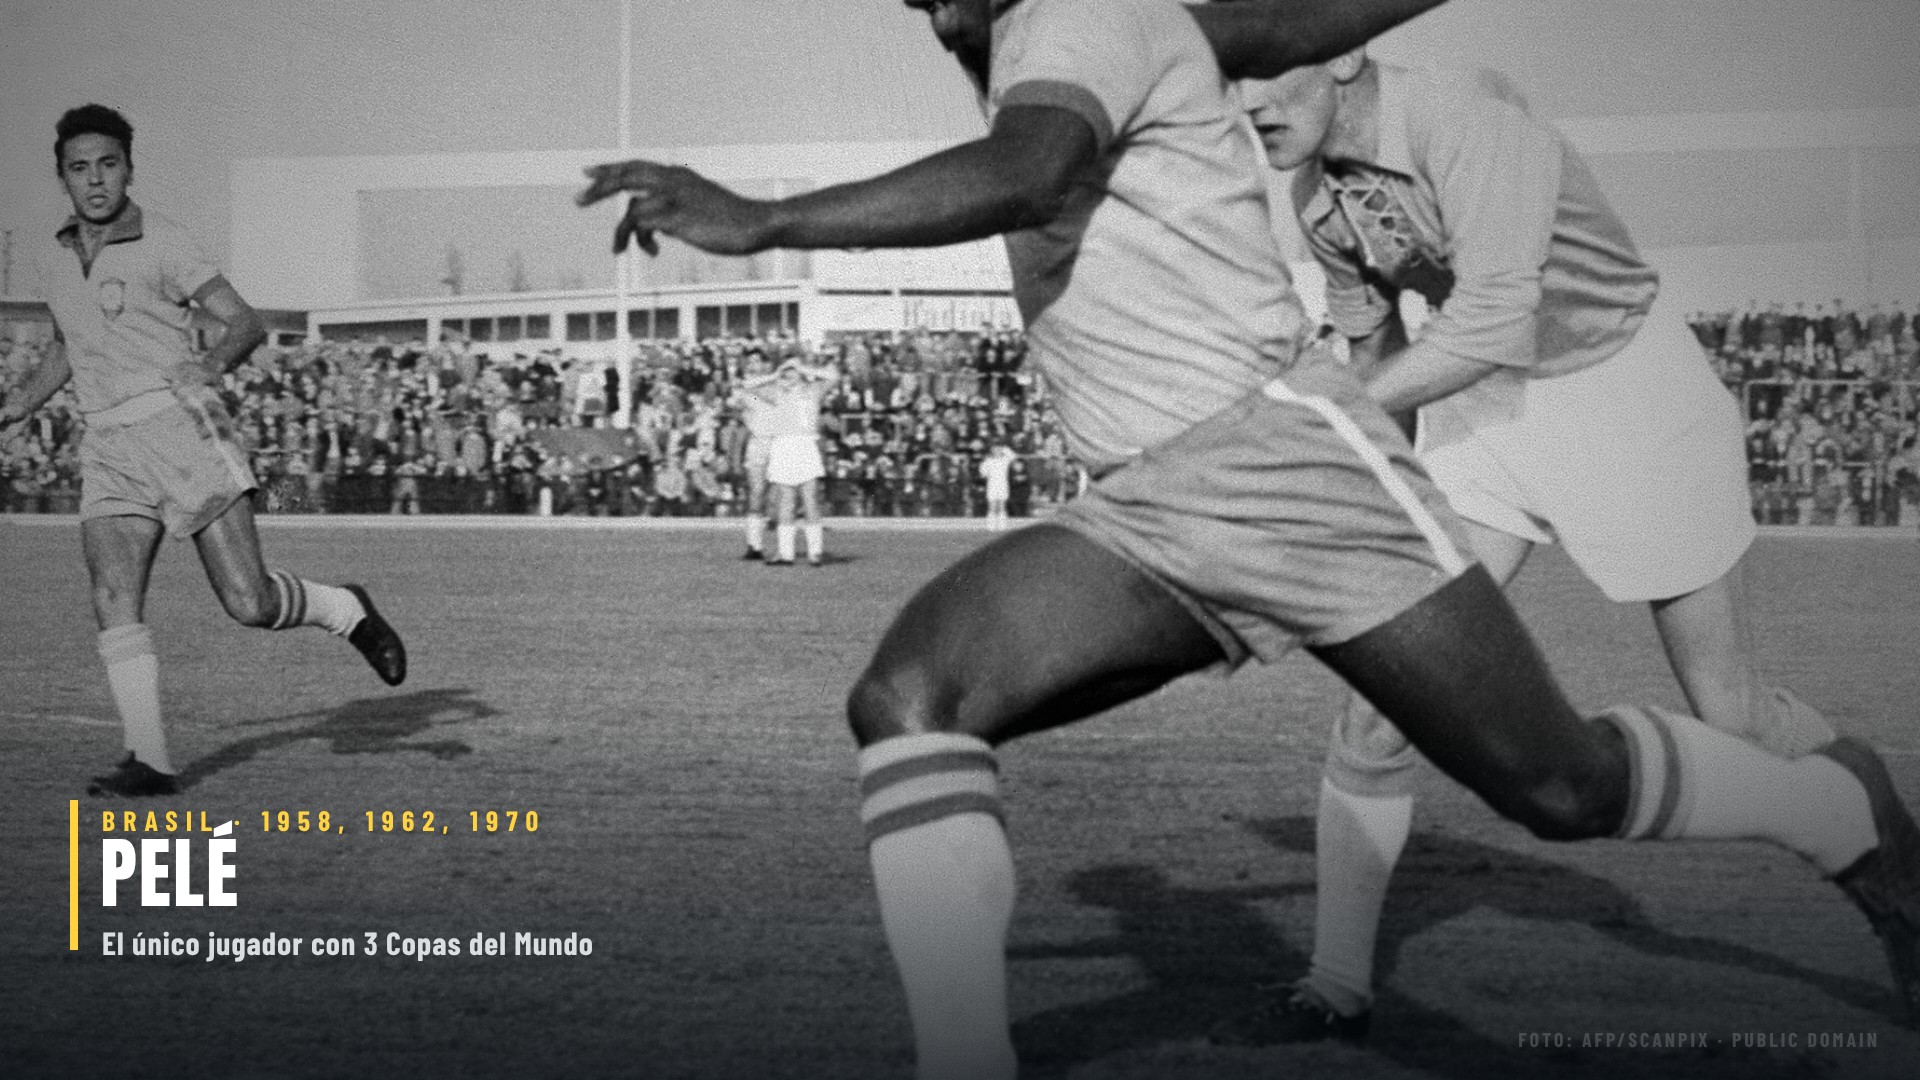 BRASIL · 1958, 1962, 1970
PELÉ
El único jugador con 3 Copas del Mundo
FOTO: AFP/SCANPIX · PUBLIC DOMAIN